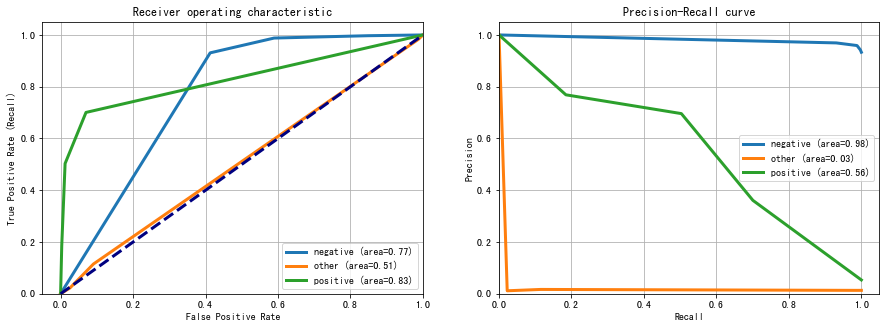 Receiver operating characteristic
True Positive Rate (Recall)
1.0
0.8
0.6
0.4
0.2
0.0
negative (area=0.77)
other (area=0.51)
positive (area=0.83)
0.0 0.2 0.4 0.6 0.8 1.0
False Positive Rate
Precision-Recall curve
Precision
1.0
0.8
0.6
0.4
0.2
0.0
negative (area=0.98)
other (area=0.03)
positive (area=0.56)
0.0 0.2 0.4 0.6 0.8 1.0
Recall